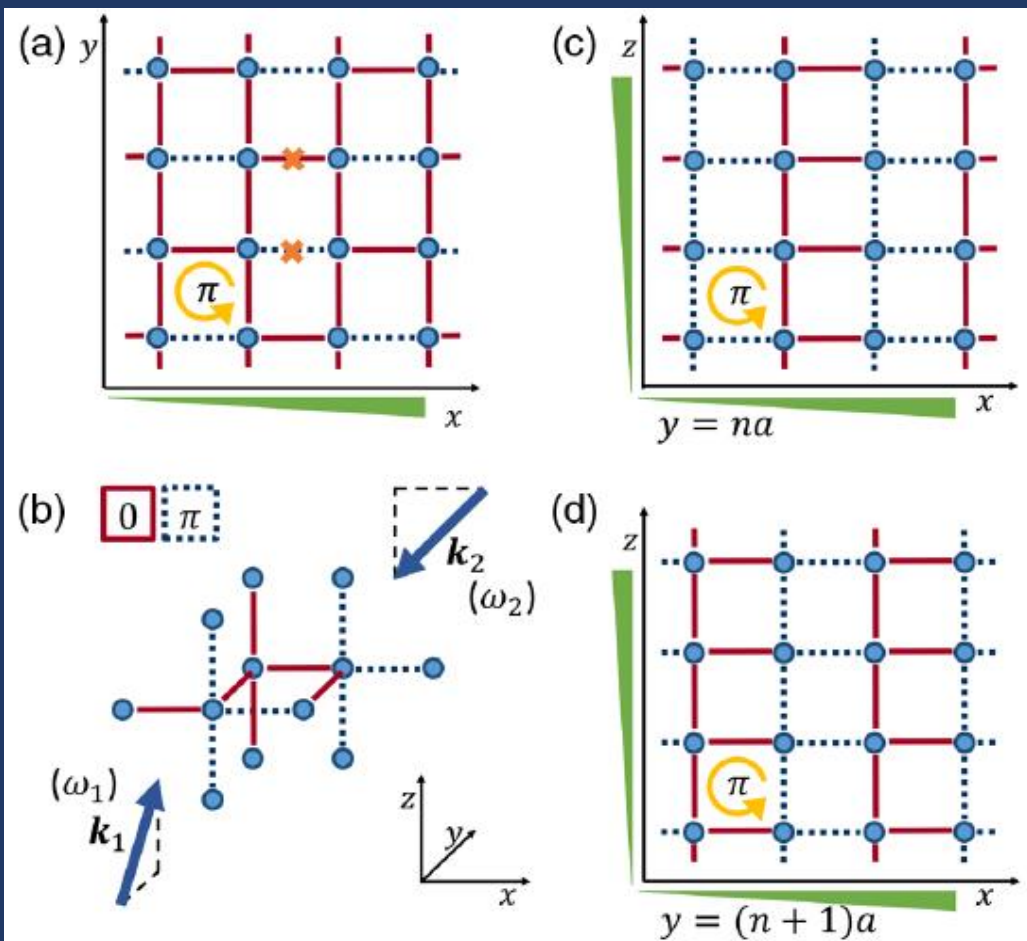 (a)
y
π
x
(b)
0
π
k₂
(ω₂)
(ω₁)
k₁
z
y
x
(c)
z
π
x
y = na
(d)
z
π
x
y = (n + 1)a